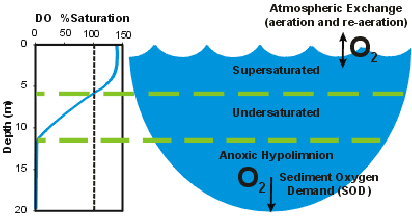 DO %Saturation
0 50 100 150
0
5
10
15
20
Depth (m)
Atmospheric Exchange
(aeration and re-aeration)
O2
Supersaturated
Undersaturated
Anoxic Hypolimnion
O2
Sediment Oxygen
Demand (SOD)